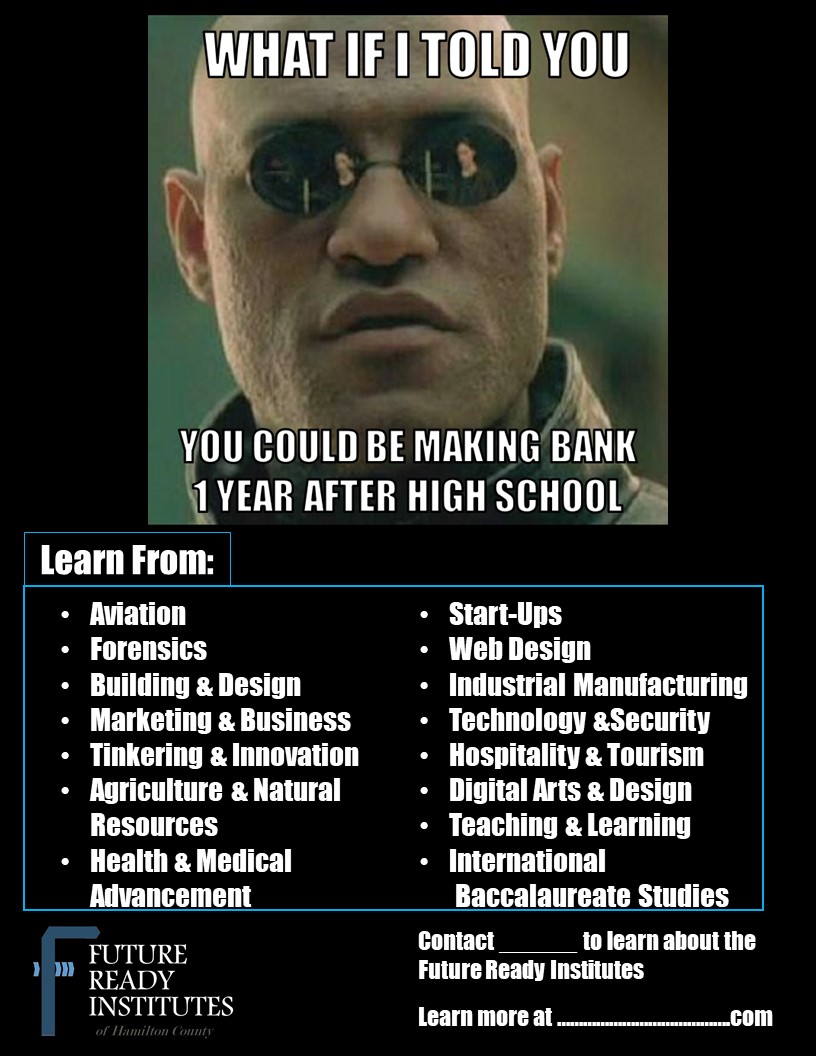 WHAT IF I TOLD YOU
YOU COULD BE MAKING BANK
1 YEAR AFTER HIGH SCHOOL
Learn From:
• Aviation
• Forensics
• Building & Design
• Marketing & Business
• Tinkering & Innovation
• Agriculture & Natural
Resources
• Health & Medical
Advancement
• Start-Ups
• Web Design
• Industrial Manufacturing
• Technology &Security
• Hospitality & Tourism
• Digital Arts & Design
• Teaching & Learning
• International
Baccalaureate Studies
FUTURE
READY
INSTITUTES
of Hamilton County
Contact ______ to learn about the
Future Ready Institutes
Learn more at ........................................com